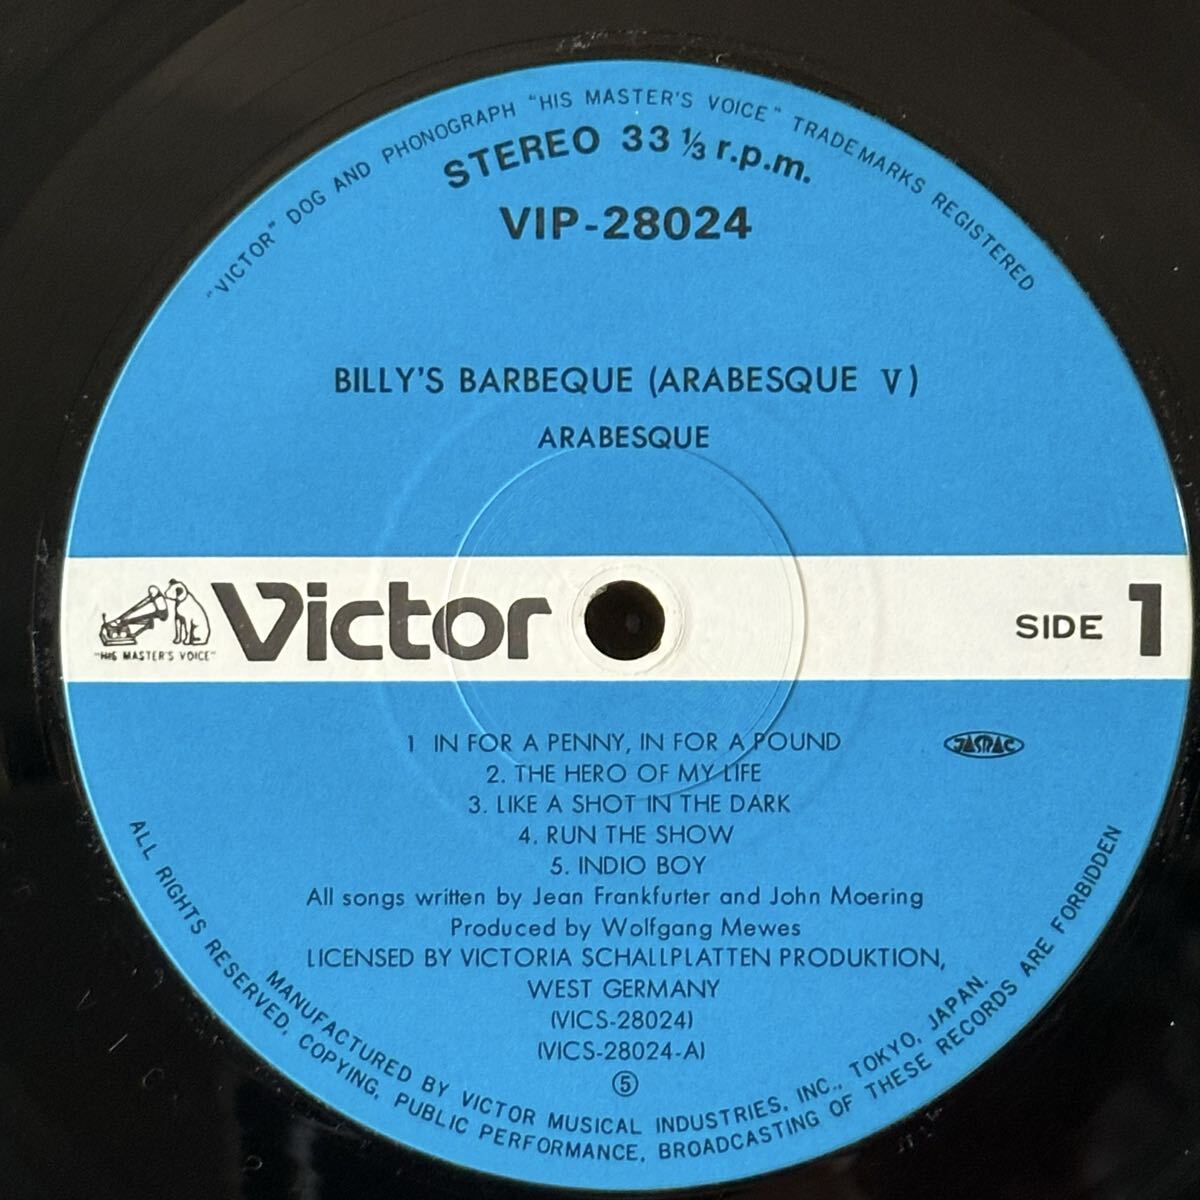 "VICTOR" DOG AND PHONOGRAPH "HIS MASTER'S VOICE" TRADEMARKS REGISTERED
STEREO 33 ⅓ r.p.m.
VIP-28024
BILLY'S BARBEQUE (ARABESQUE V)
ARABESQUE
Victor
"HIS MASTER'S VOICE"
SIDE 1
1 IN FOR A PENNY, IN FOR A POUND
JASRAC
2. THE HERO OF MY LIFE
3. LIKE A SHOT IN THE DARK
4. RUN THE SHOW
5. INDIO BOY
All songs written by Jean Frankfurter and John Moering
Produced by Wolfgang Mewes
LICENSED BY VICTORIA SCHALLPLATTEN PRODUKTION,
WEST GERMANY
(VICS-28024)
(VICS-28024-A)
⑤
MANUFACTURED BY VICTOR MUSICAL INDUSTRIES, INC., TOKYO, JAPAN.
ALL RIGHTS RESERVED, COPYING, PUBLIC PERFORMANCE, BROADCASTING OF THESE RECORDS ARE FORBIDDEN